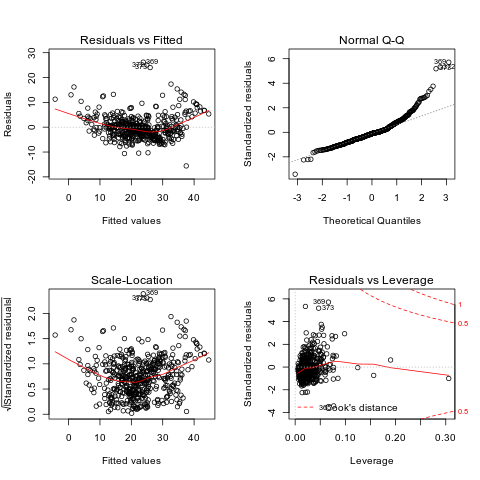 Residuals vs Fitted
Residuals
-20 -10 0 10 20 30
369
373
0 10 20 30 40
Fitted values
Normal Q-Q
Standardized residuals
-2 0 2 4 6
369
-3 -2 -1 0 1 2 3
Theoretical Quantiles
Scale-Location
√|Standardized residuals|
0.0 0.5 1.0 1.5 2.0
369
373
0 10 20 30 40
Fitted values
Residuals vs Leverage
Standardized residuals
-4 -2 0 2 4 6
369
373
1
0.5
0.5
Cook's distance
0.00 0.10 0.20 0.30
Leverage